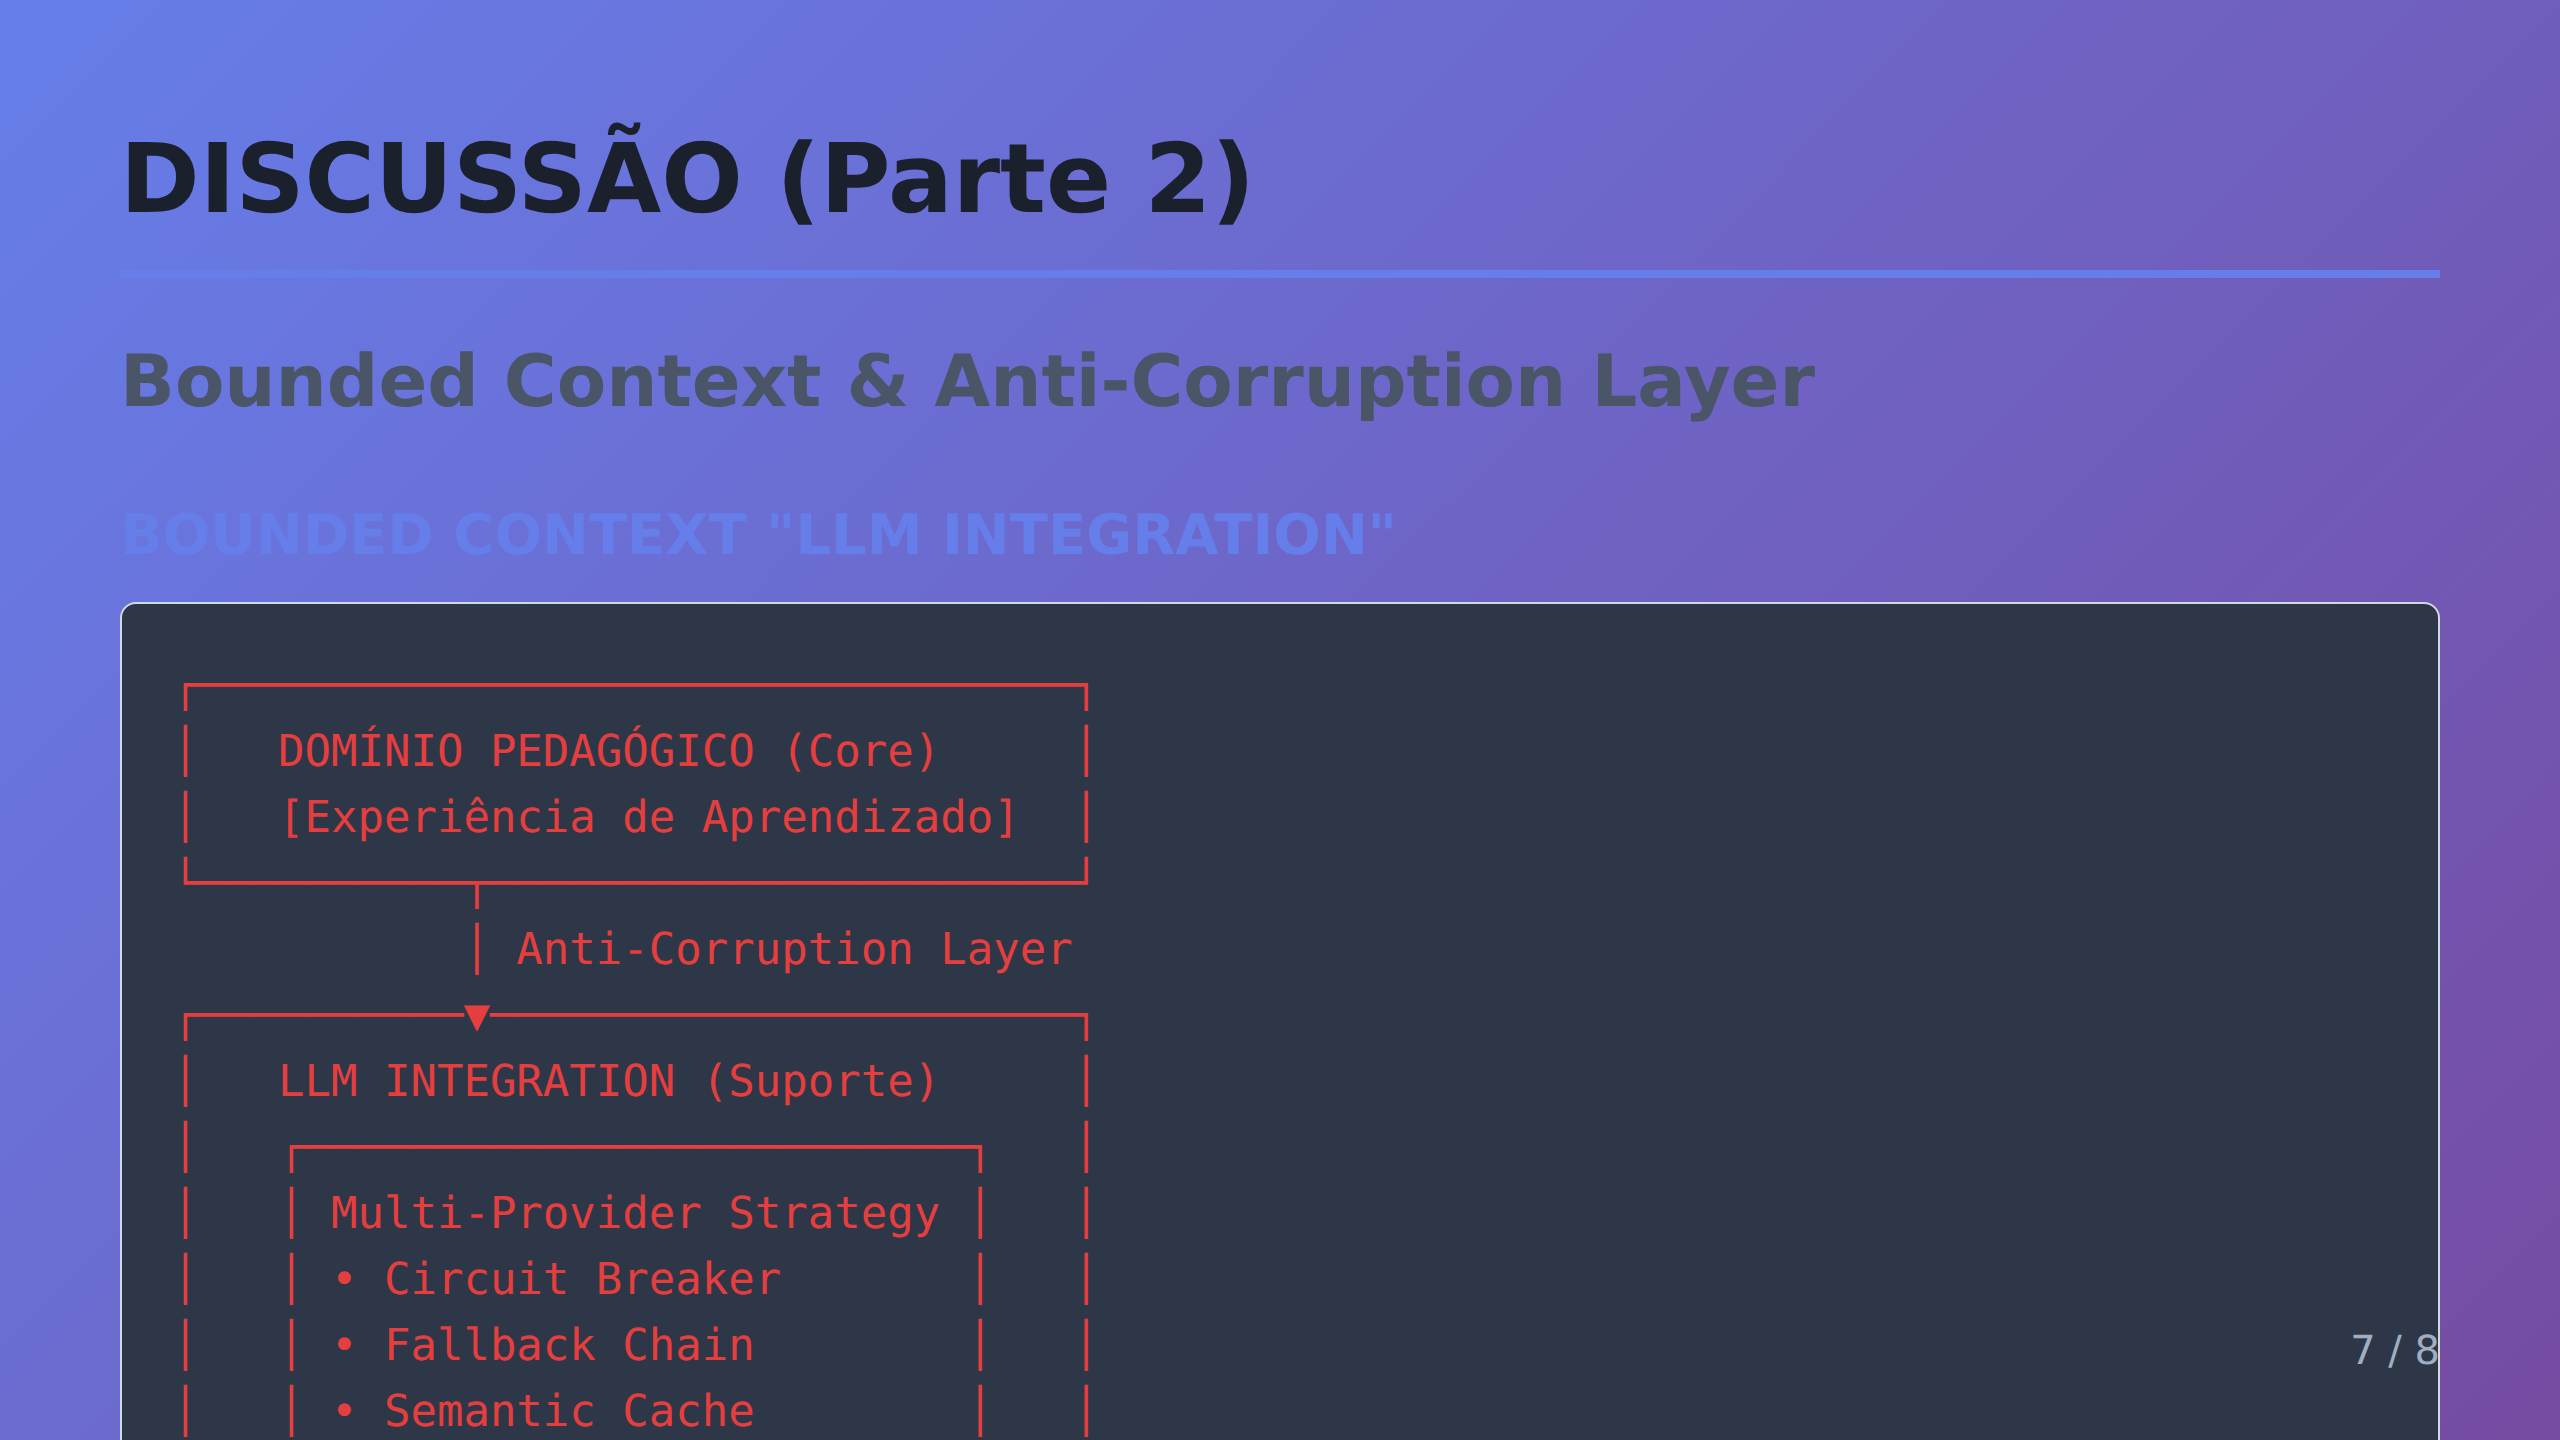 DISCUSSÃO (Parte 2)
Bounded Context & Anti-Corruption Layer
BOUNDED CONTEXT "LLM INTEGRATION"
DOMÍNIO PEDAGÓGICO (Core)
[Experiência de Aprendizado]
Anti-Corruption Layer
LLM INTEGRATION (Suporte)
Multi-Provider Strategy
• Circuit Breaker
• Fallback Chain
• Semantic Cache
7 / 8